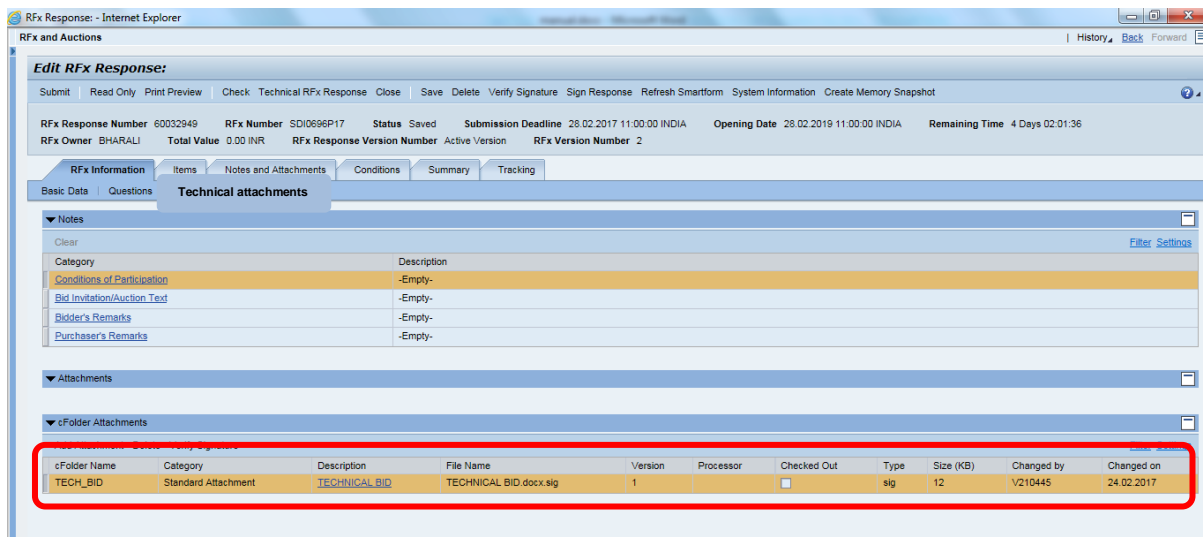 RFx Response: - Internet Explorer
RFx and Auctions
History Back Forward
Edit RFx Response:
Submit Read Only Print Preview Check Technical RFx Response Close Save Delete Verify Signature Sign Response Refresh Smartform System Information Create Memory Snapshot
RFx Response Number 60032949 RFx Number SDI0696P17 Status Saved Submission Deadline 28.02.2017 11:00:00 INDIA Opening Date 28.02.2019 11:00:00 INDIA Remaining Time 4 Days 02:01:36
RFx Owner BHARALI Total Value 0.00 INR RFx Response Version Number Active Version RFx Version Number 2
RFx Information Items Notes and Attachments Conditions Summary Tracking
Basic Data Questions Technical attachments
Notes
Clear Filter Settings
Category Description
Conditions of Participation -Empty-
Bid Invitation/Auction Text -Empty-
Bidder's Remarks -Empty-
Purchaser's Remarks -Empty-
Attachments
cFolder Attachments
cFolder Name Category Description File Name Version Processor Checked Out Type Size (KB) Changed by Changed on
TECH_BID Standard Attachment TECHNICAL BID TECHNICAL BID.docx.sig 1 sig 12 V210445 24.02.2017